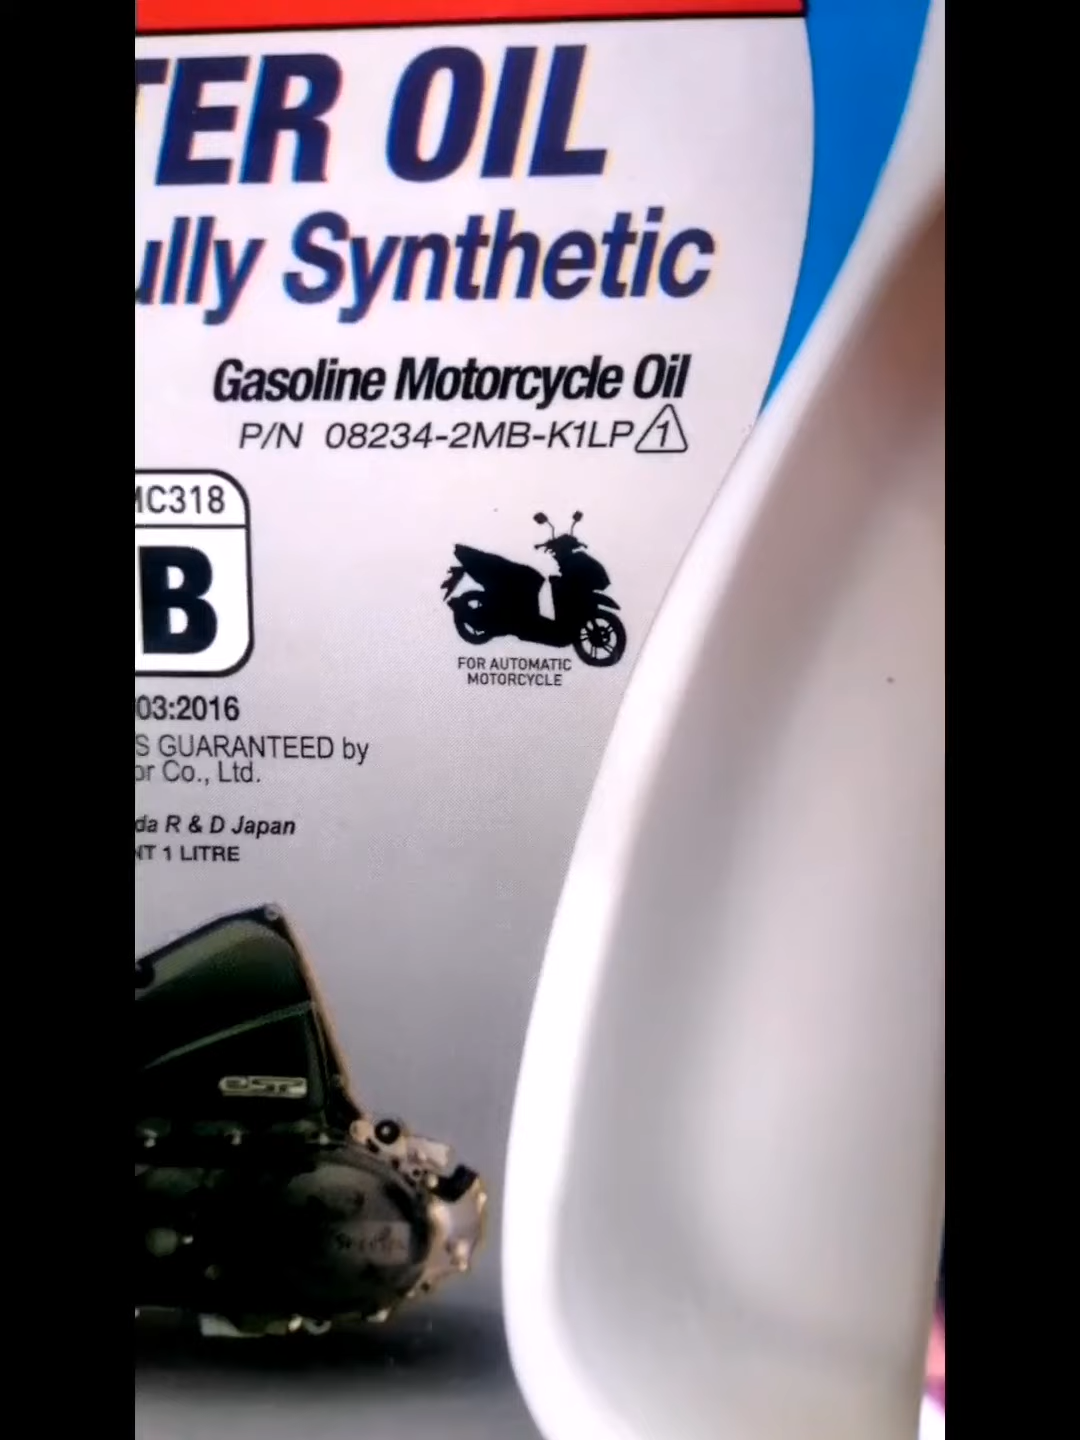 TER OIL
ully Synthetic
Gasoline Motorcycle Oil
P/N 08234-2MB-K1LP 1
MC318
B
FOR AUTOMATIC
MOTORCYCLE
03:2016
S GUARANTEED by
or Co., Ltd.
da R & D Japan
NT 1 LITRE
eSP